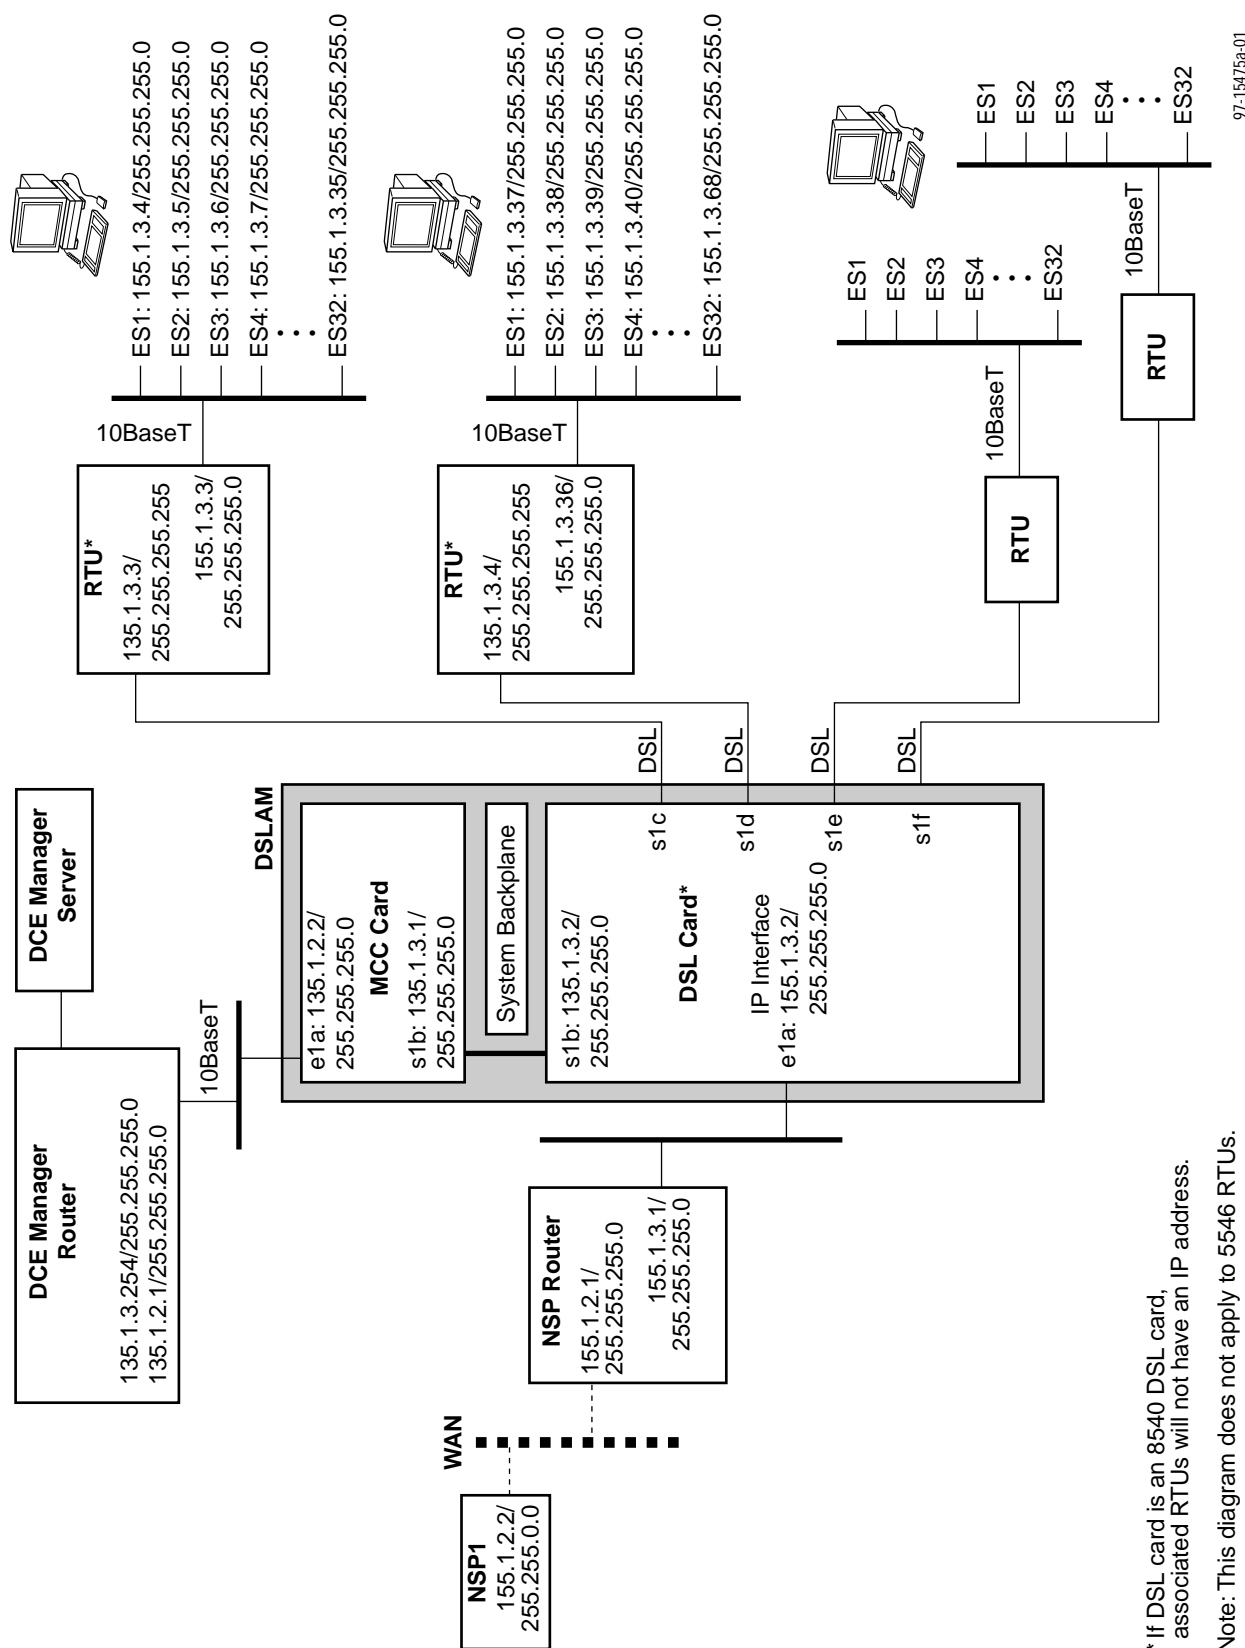 DCE Manager
Server
DCE Manager
Router
135.1.3.254/255.255.255.0
135.1.2.1/255.255.255.0
10BaseT
DSLAM
e1a: 135.1.2.2/
255.255.255.0
MCC Card
s1b: 135.1.3.1/
255.255.255.0
System Backplane
s1b: 135.1.3.2/
255.255.255.0
DSL Card*
IP Interface
e1a: 155.1.3.2/
255.255.255.0
s1c
s1d
s1e
s1f
DSL
DSL
DSL
DSL
RTU*
135.1.3.3/
255.255.255.255
155.1.3.3/
255.255.255.0
10BaseT
ES1: 155.1.3.4/255.255.255.0
ES2: 155.1.3.5/255.255.255.0
ES3: 155.1.3.6/255.255.255.0
ES4: 155.1.3.7/255.255.255.0
ES32: 155.1.3.35/255.255.255.0
RTU*
135.1.3.4/
255.255.255.255
155.1.3.36/
255.255.255.0
10BaseT
ES1: 155.1.3.37/255.255.255.0
ES2: 155.1.3.38/255.255.255.0
ES3: 155.1.3.39/255.255.255.0
ES4: 155.1.3.40/255.255.255.0
ES32: 155.1.3.68/255.255.255.0
RTU
10BaseT
ES1
ES2
ES3
ES4
ES32
RTU
10BaseT
ES1
ES2
ES3
ES4
ES32
WAN
NSP1
155.1.2.2/
255.255.0.0
NSP Router
155.1.2.1/
255.255.255.0
155.1.3.1/
255.255.255.0
* If DSL card is an 8540 DSL card,
associated RTUs will not have an IP address.
Note: This diagram does not apply to 5546 RTUs.
97-15475a-01